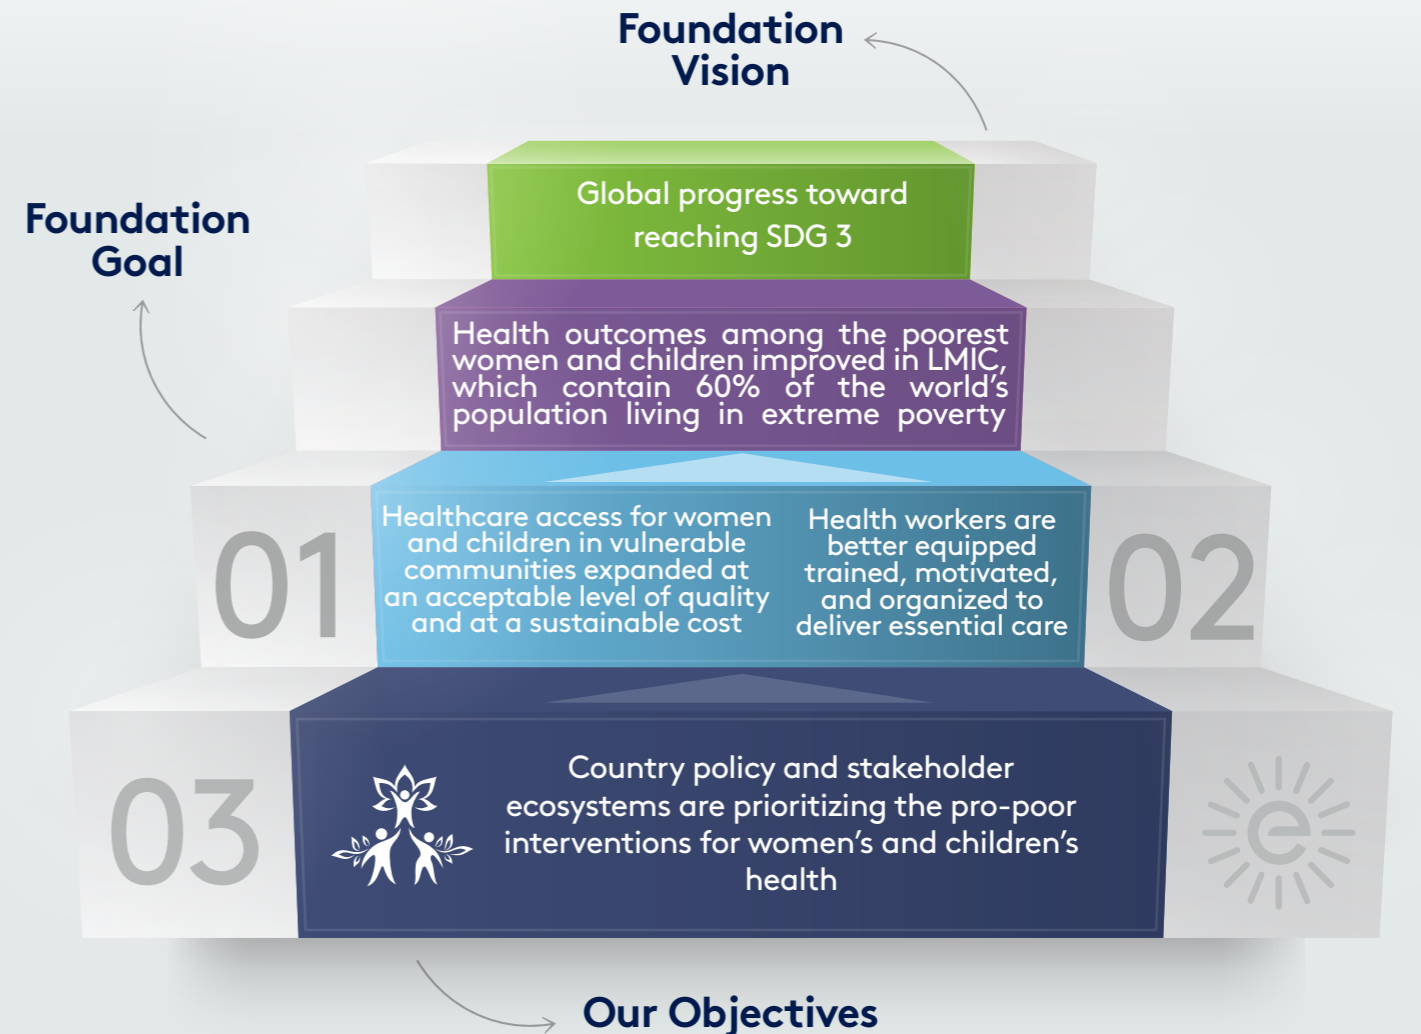 Foundation
Vision
Global progress toward
reaching SDG 3
Foundation
Goal
Health outcomes among the poorest
women and children improved in LMIC,
which contain 60% of the world's
population living in extreme poverty
01
Healthcare access for women
and children in vulnerable
communities expanded at
an acceptable level of quality
and at a sustainable cost
Health workers are
better equipped
trained, motivated,
and organized to
deliver essential care
02
03
Country policy and stakeholder
ecosystems are prioritizing the pro-poor
interventions for women's and children's
health
e
Our Objectives